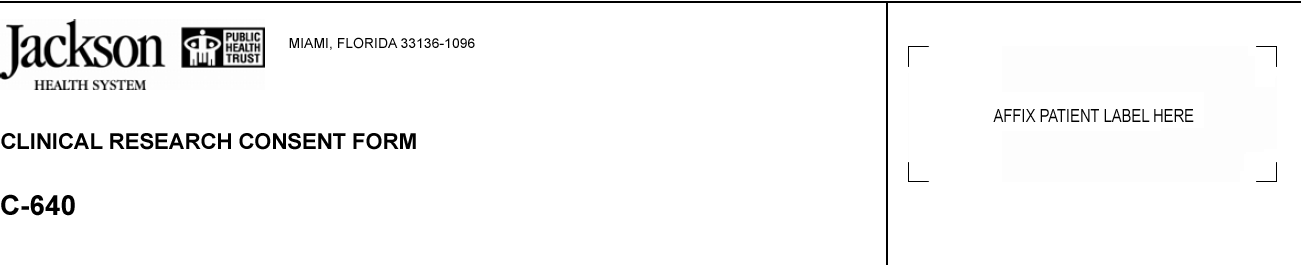 Jackson
HEALTH SYSTEM
PUBLIC
HEALTH
TRUST
MIAMI, FLORIDA 33136-1096
CLINICAL RESEARCH CONSENT FORM
C-640
AFFIX PATIENT LABEL HERE